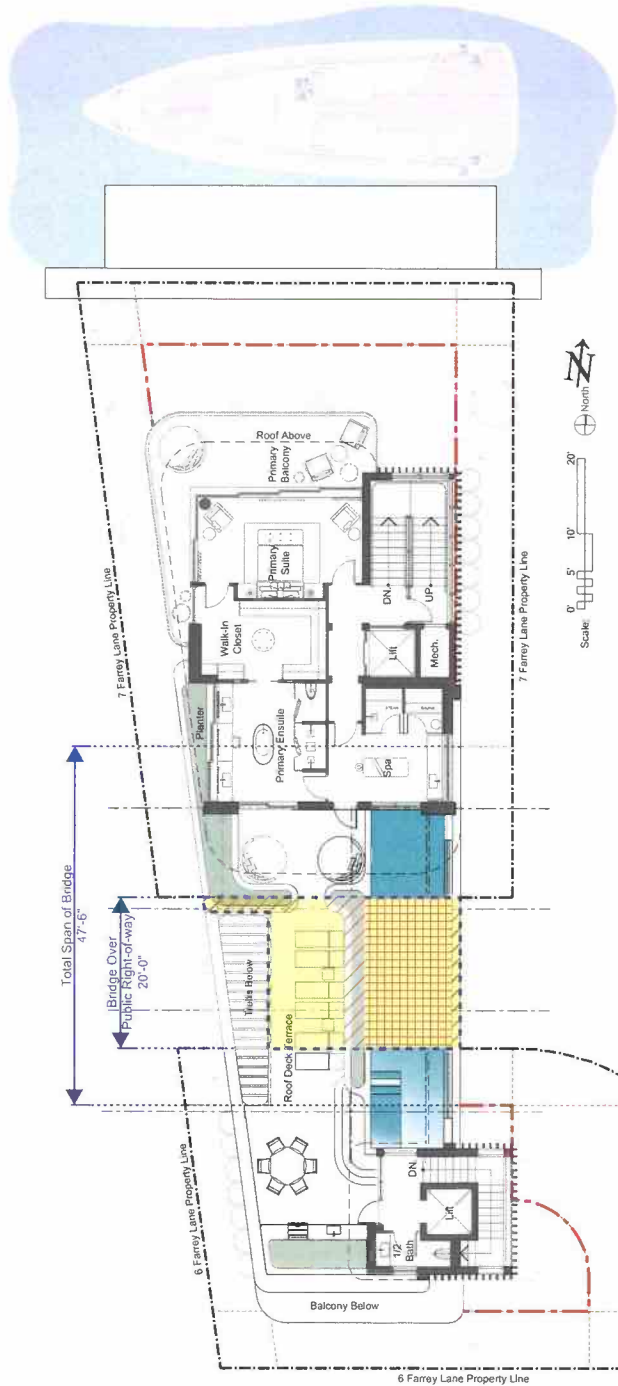 7 Farrey Lane Property Line
Roof Above
Primary
Balcony
Primary
Suite
Walk-In
Closet
DN.
UP
Lift
Mech.
Planter
Primary Ensuite
Spa
7 Farrey Lane Property Line
North
N
Scale:
0'
5'
10'
20'
Total Span of Bridge
47'-6"
Bridge Over
Public Right-of-way
20'-0"
Trellis Below
Roof Deck Terrace
6 Farrey Lane Property Line
DN.
Lift
1/2
Bath
Balcony Below
6 Farrey Lane Property Line